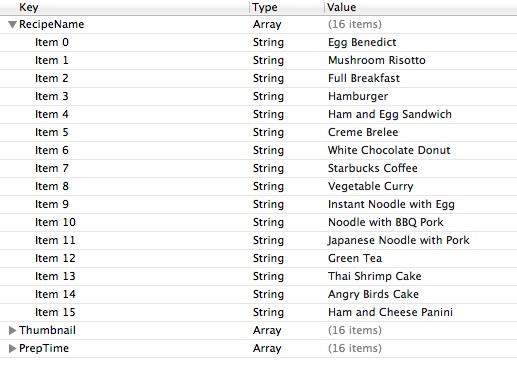 Key Type Value
RecipeName Array (16 items)
Item 0 String Egg Benedict
Item 1 String Mushroom Risotto
Item 2 String Full Breakfast
Item 3 String Hamburger
Item 4 String Ham and Egg Sandwich
Item 5 String Creme Brelee
Item 6 String White Chocolate Donut
Item 7 String Starbucks Coffee
Item 8 String Vegetable Curry
Item 9 String Instant Noodle with Egg
Item 10 String Noodle with BBQ Pork
Item 11 String Japanese Noodle with Pork
Item 12 String Green Tea
Item 13 String Thai Shrimp Cake
Item 14 String Angry Birds Cake
Item 15 String Ham and Cheese Panini
Thumbnail Array (16 items)
PrepTime Array (16 items)